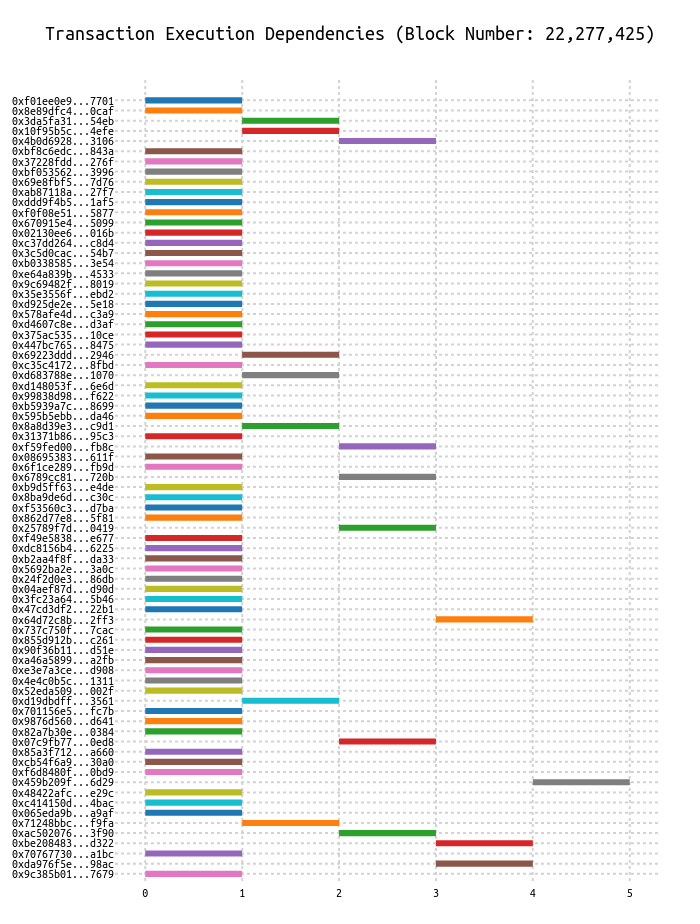 Transaction Execution Dependencies (Block Number: 22,277,425)
0xf01ee0e9...7701
0x8e89dfc4...0caf
0x3da5fa31...54eb
0x10f95b5c...4efe
0x4b0d6928...3106
0xbf8c6edc...843a
0x37228fdd...276f
0xbf053562...3996
0x69e8fbf5...7d76
0xab87118a...27f7
0xddd9f4b5...1af5
0xf0f08e51...5877
0x670915e4...5099
0x02130ee6...016b
0xc37dd264...c8d4
0x3c5d0cac...54b7
0xb0338585...3e54
0xe64a839b...4533
0x9c69482f...8019
0x35e3556f...ebd2
0xd925de2e...5e18
0x578afe4d...c3a9
0xd4607c8e...d3af
0x375ac535...10ce
0x447bc765...8475
0x69223ddd...2946
0xc35c4172...8fbd
0xd683788e...1070
0xd148053f...6e6d
0x99838d98...f622
0xb5939a7c...8699
0x595b5ebb...da46
0x8a8d39e3...c9d1
0x31371b86...95c3
0xf59fed00...fb8c
0x08695383...611f
0x6f1ce289...fb9d
0x6789cc81...720b
0xb9d5ff63...e4de
0x8ba9de6d...c30c
0xf53560c3...d7ba
0x862d77e8...5f81
0x25789f7d...0419
0xf49e5838...e677
0xdc8156b4...6225
0xb2aa4f8f...da33
0x5692ba2e...3a0c
0x24f2d0e3...86db
0x04aef87d...d90d
0x3fc23a64...5b46
0x47cd3df2...22b1
0x64d72c8b...2ff3
0x737c750f...7cac
0x855d912b...c261
0x90f36b11...d51e
0xa46a5899...a2fb
0xe3e7a3ce...d908
0x4e4c0b5c...1311
0x52eda509...002f
0xd19dbdff...3561
0x701156e5...fc7b
0x9876d560...d641
0x82a7b30e...0384
0x07c9fb77...0ed8
0x85a3f712...a660
0xcb54f6a9...30a0
0xf6d8480f...0bd9
0x459b209f...6d29
0x48422afc...e29c
0xc414150d...4bac
0x065eda9b...a9af
0x71248bbc...f9fa
0xac502076...3f90
0xbe208483...d322
0x70767730...a1bc
0xda976f5e...98ac
0x9c385b01...7679
0 1 2 3 4 5